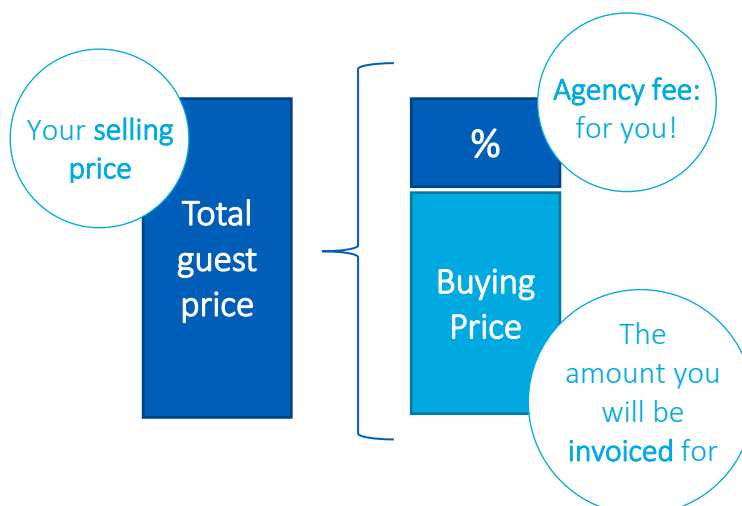 Your selling
price
Total
guest
price
%
Agency fee:
for you!
Buying
Price
The
amount you
will be
invoiced for